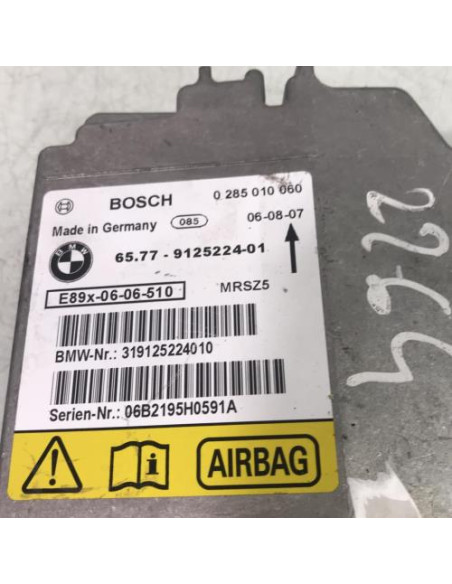 BOSCH 0 285 010 060
Made in Germany 085 06-08-07
BMW 65.77 - 9125224-01
E89x-06-06-510 MRSZ5
BMW-Nr.: 319125224010
Serien-Nr.: 06B2195H0591A
AIRBAG